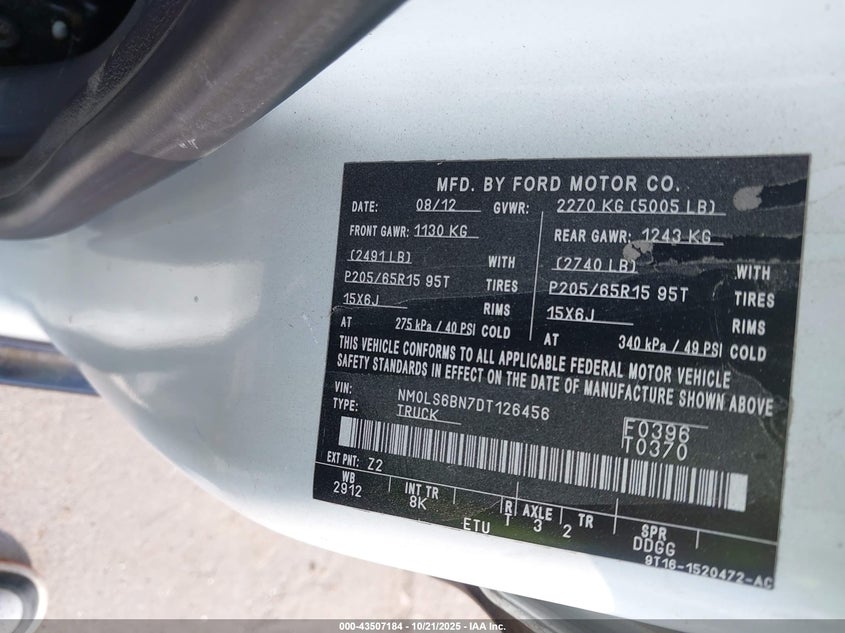 MFD. BY FORD MOTOR CO.
DATE: 08/12 GVWR: 2270 KG (5005 LB)
FRONT GAWR: 1130 KG REAR GAWR: 1243 KG
(2491 LB) WITH (2740 LB) WITH
P205/65R15 95T TIRES P205/65R15 95T TIRES
15X6J RIMS 15X6J RIMS
AT 275 kPa / 40 PSI COLD AT 340 kPa / 49 PSI COLD
THIS VEHICLE CONFORMS TO ALL APPLICABLE FEDERAL MOTOR VEHICLE
SAFETY STANDARDS IN EFFECT ON THE DATE OF MANUFACTURE SHOWN ABOVE
VIN: NM0LS6BN7DT126456
TYPE: TRUCK
F0396
T0370
EXT PNT: Z2
WB INT TR R AXLE TR SPR
2912 8K ETU T 3 2 DDGG
9T16-1520472-AC
000-43507184 - 10/21/2025 - IAA Inc.